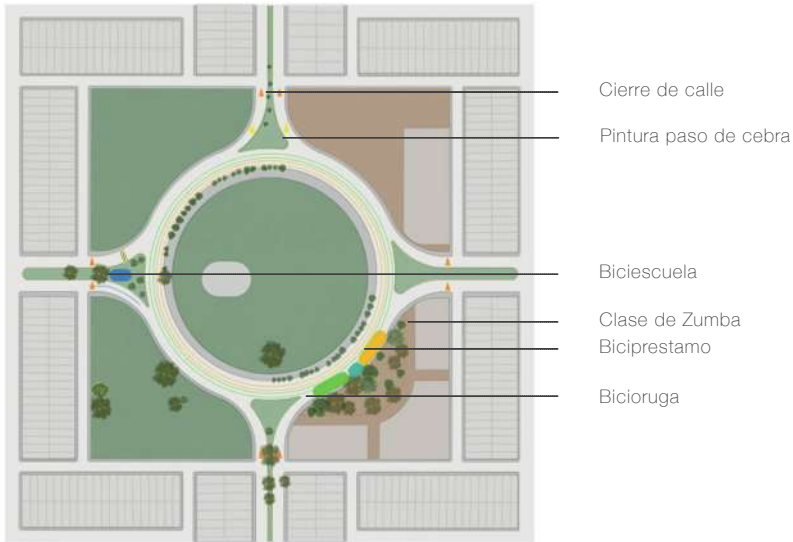 Cierre de calle
Pintura paso de cebra
Biciescuela
Clase de Zumba
Biciprestamo
Bicioruga